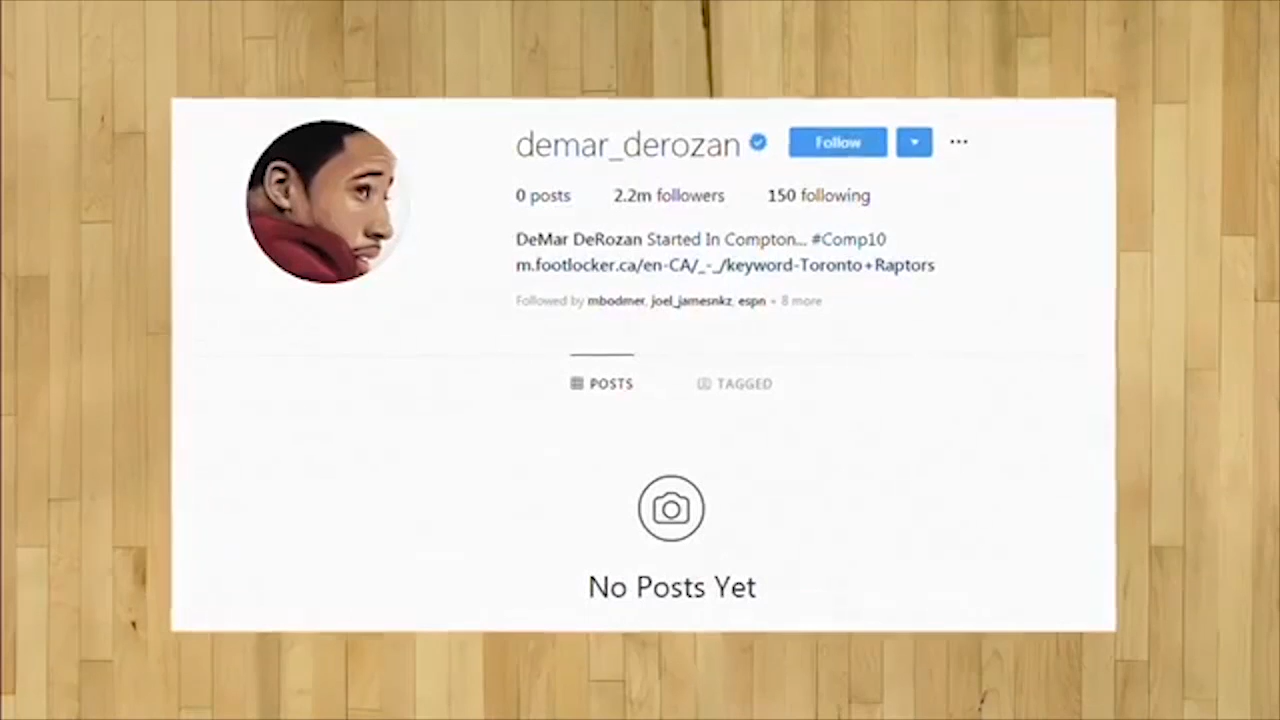 demar_derozan Follow ...
0 posts 2.2m followers 150 following
DeMar DeRozan Started In Compton... #Comp10
m.footlocker.ca/en-CA/_-_/keyword-Toronto+Raptors
Followed by mbodmer, joel_jamesnkz, espn + 8 more
POSTS TAGGED
No Posts Yet